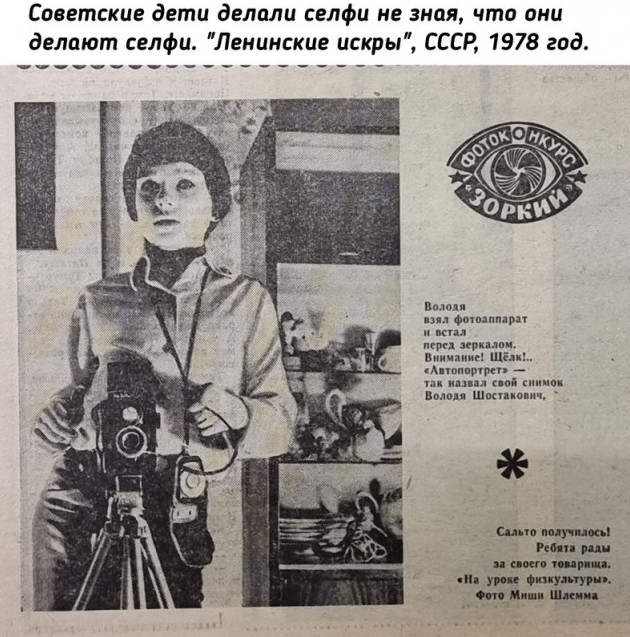 Советские дети делали селфи не зная, что они
делают селфи. "Ленинские искры", СССР, 1978 год.
ФОТОКОНКУРС
«ЗОРКИЙ»
Володя
взял фотоаппарат
и встал
перед зеркалом.
Внимание! Щёлк!..
«Автопортрет» —
так назвал свой снимок
Володя Шостакович.
*
Сальто получилось!
Ребята рады
за своего товарища.
«На уроке физкультуры».
Фото Миши Шлемма